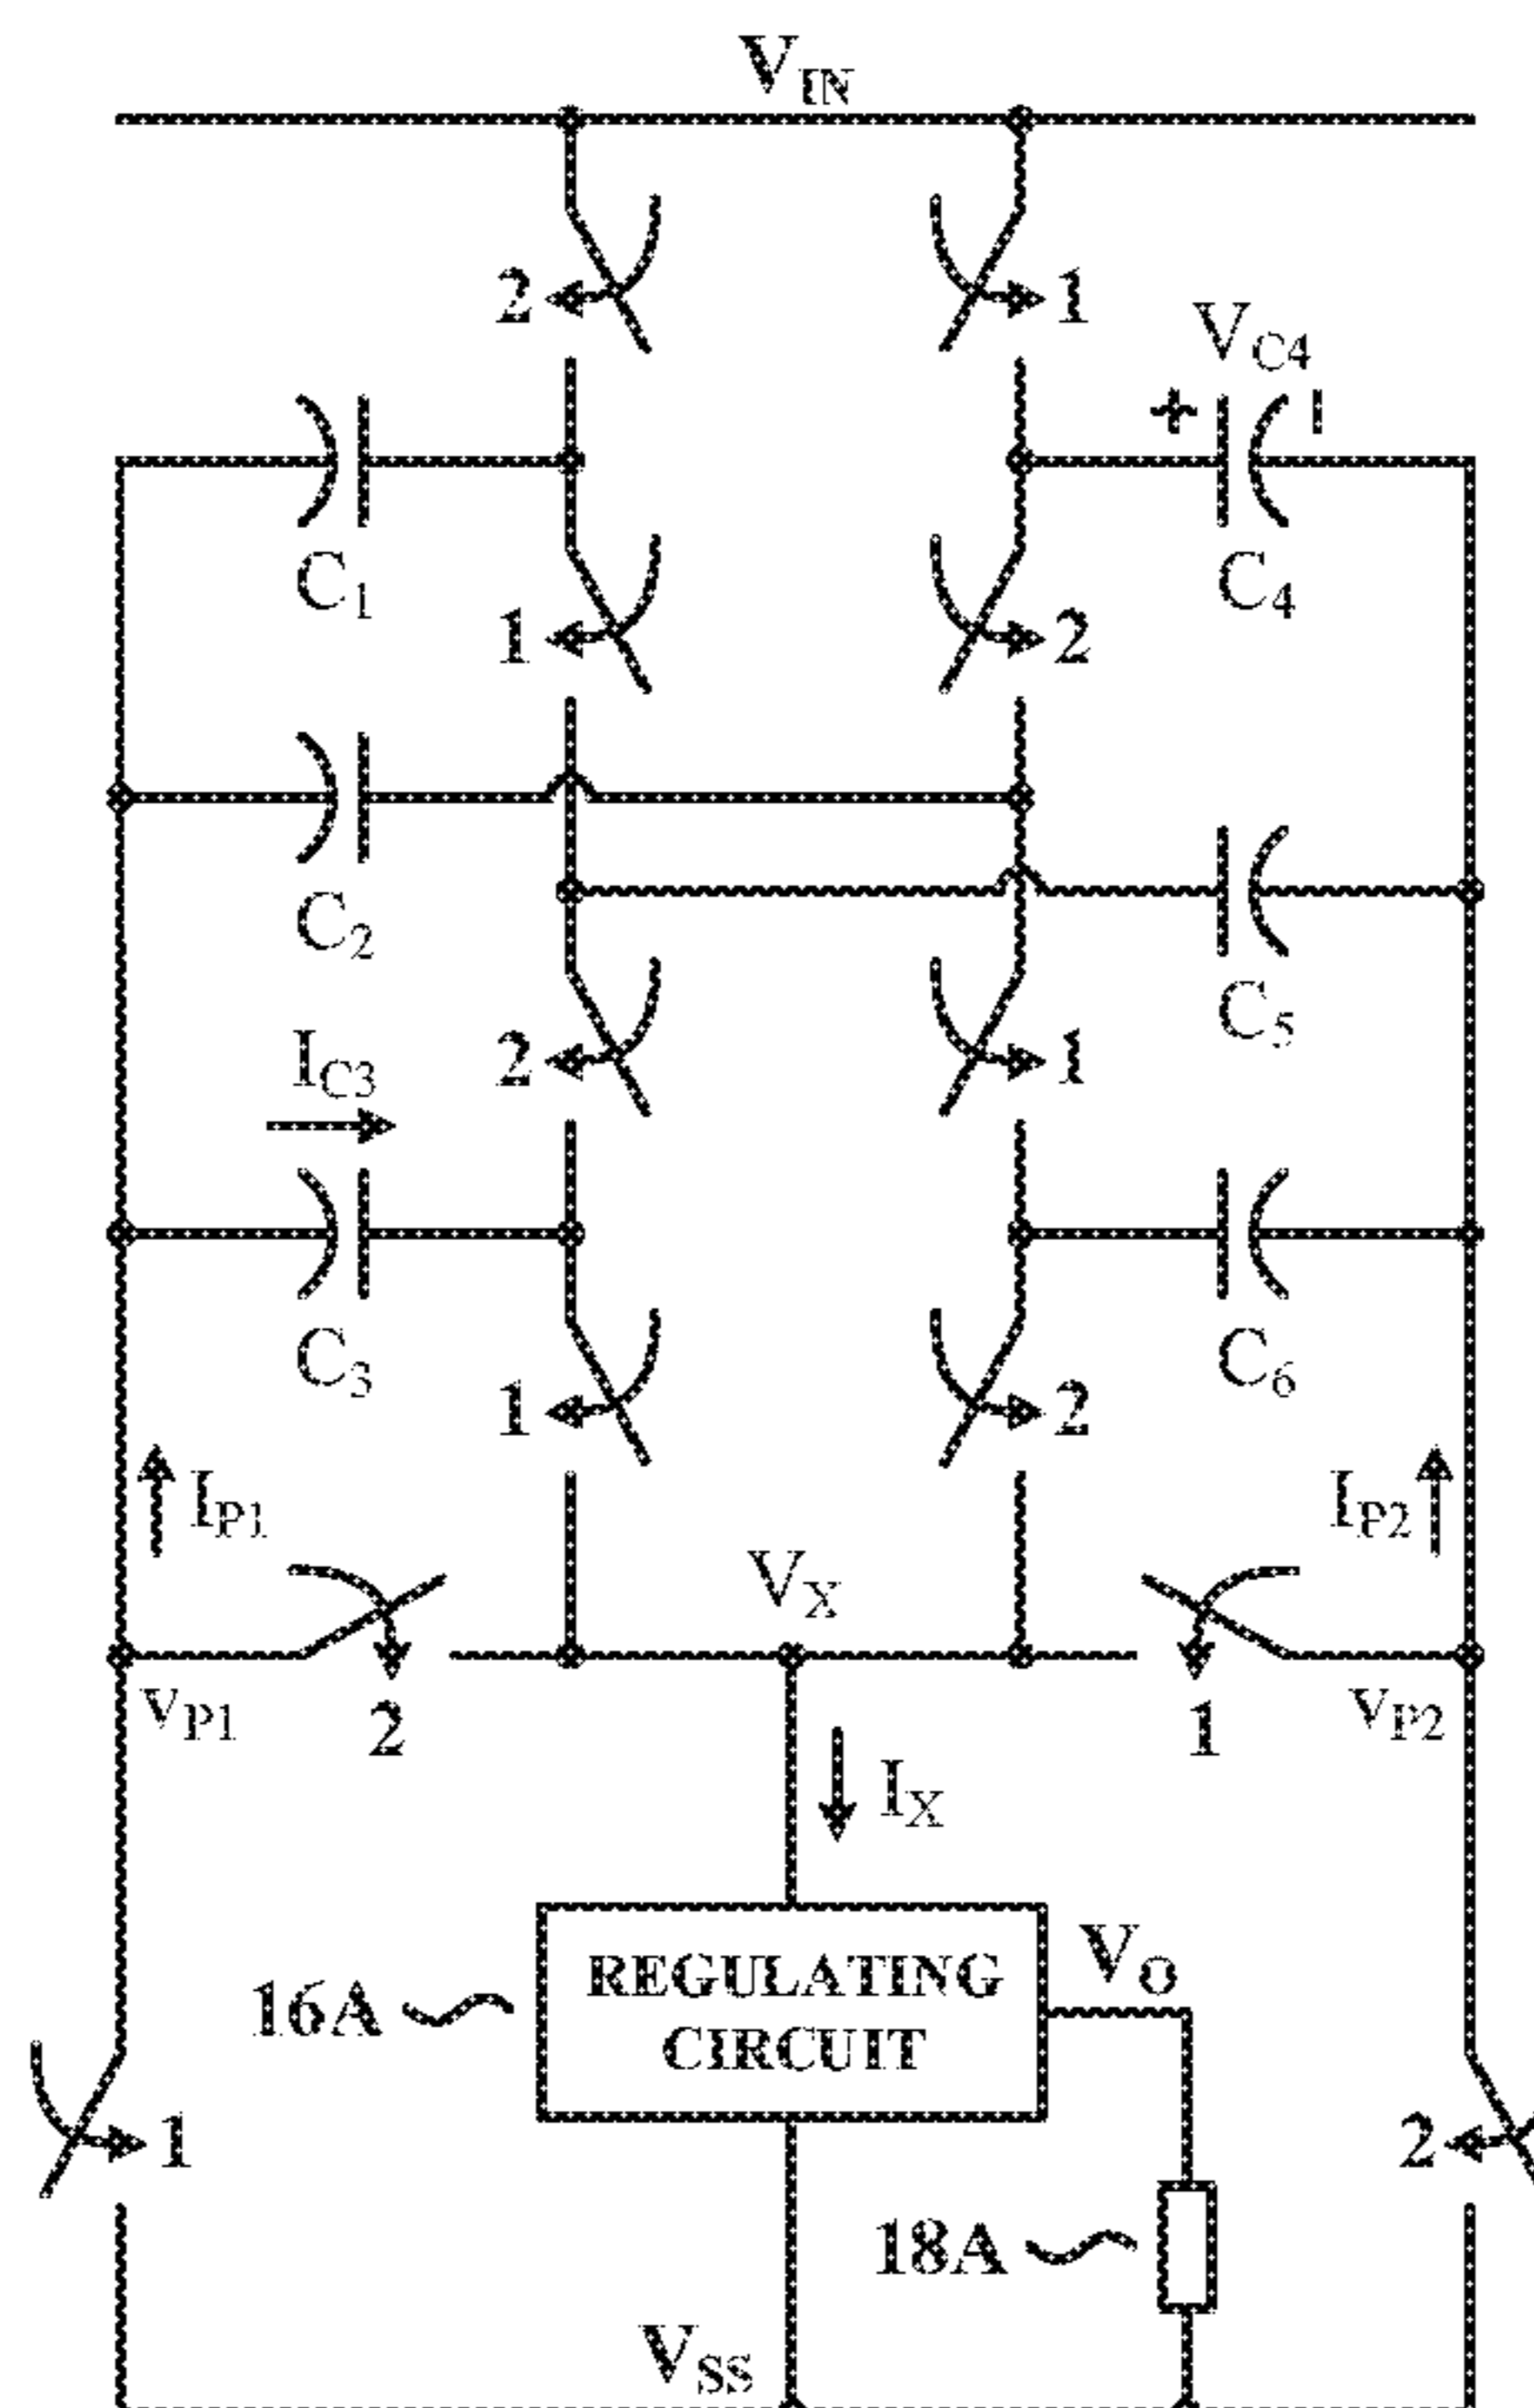 V_IN
2 1
V_C4
+ −
C_1 C_4
1 2
C_2
C_5
I_C3 2 1
C_3 C_6
1 2
I_P1 I_P2
V_X
V_P1 2 1 V_P2
I_X
REGULATING
CIRCUIT
V_O
16A
1 2
18A
V_SS